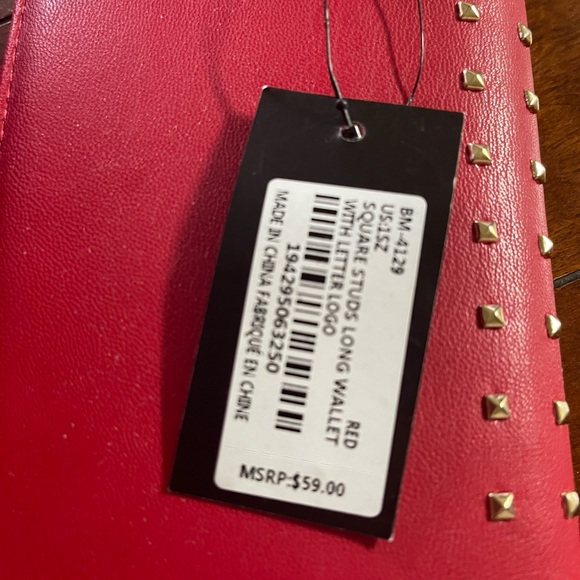 BM-4129 RED
US:1SZ
SQUARE STUDS LONG WALLET
WITH LETTER LOGO
194295063250
MADE IN CHINA FABRIQUÉ EN CHINE
MSRP:$59.00